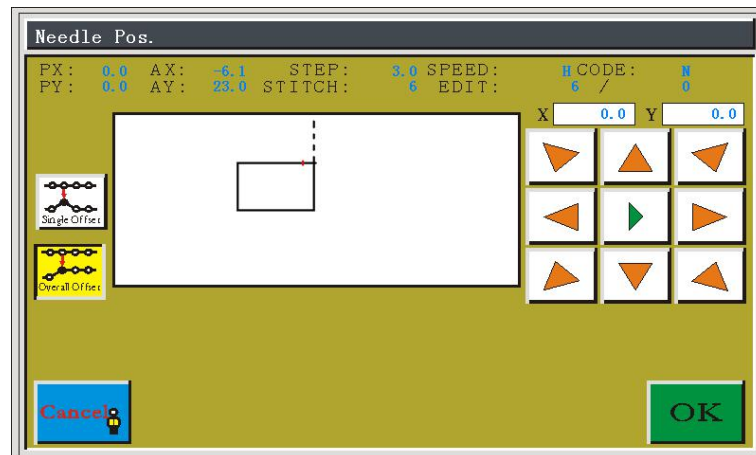 Needle Pos.
PX: 0.0 AX: -6.1 STEP: 3.0 SPEED: H CODE: N
PY: 0.0 AY: 23.0 STITCH: 6 EDIT: 6 / 0
X 0.0 Y 0.0
Single Offset
Overall Offset
Cancel
OK